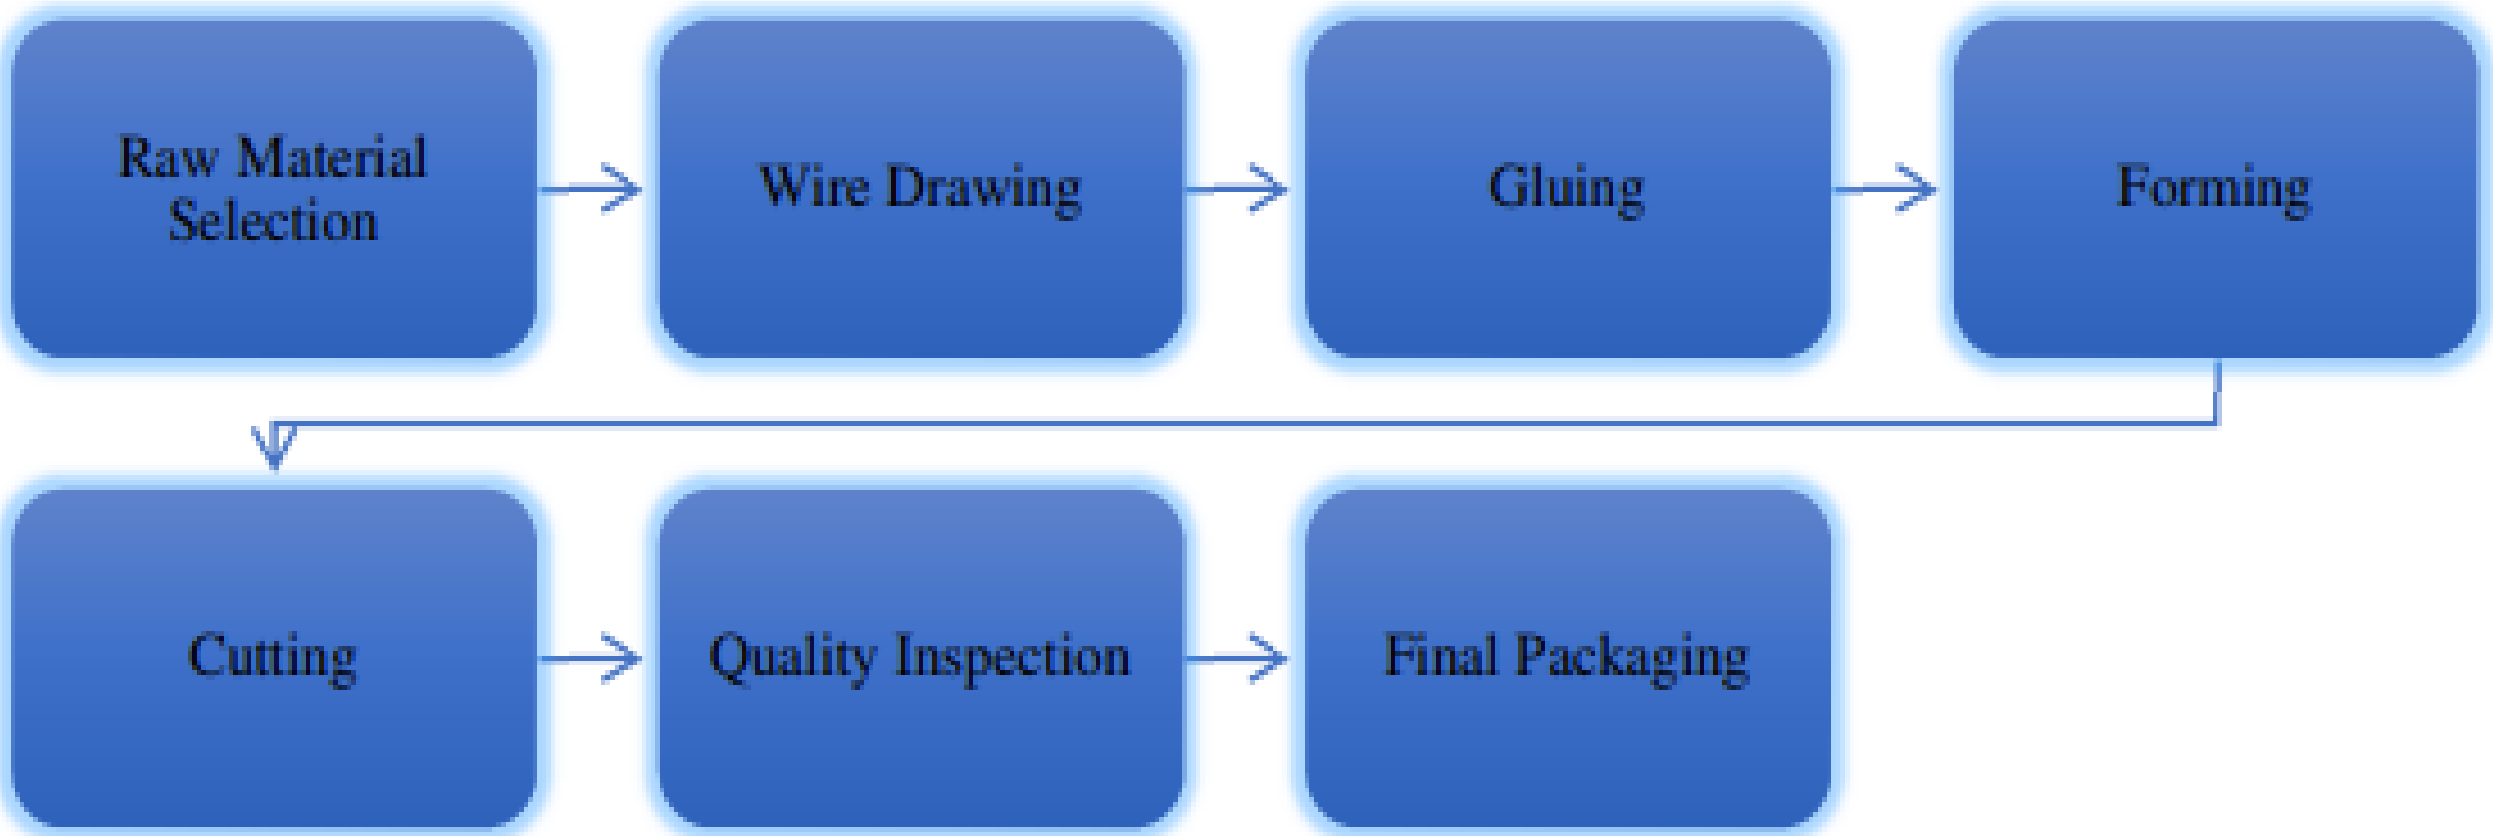 Raw Material
Selection
Wire Drawing
Gluing
Forming
Cutting
Quality Inspection
Final Packaging